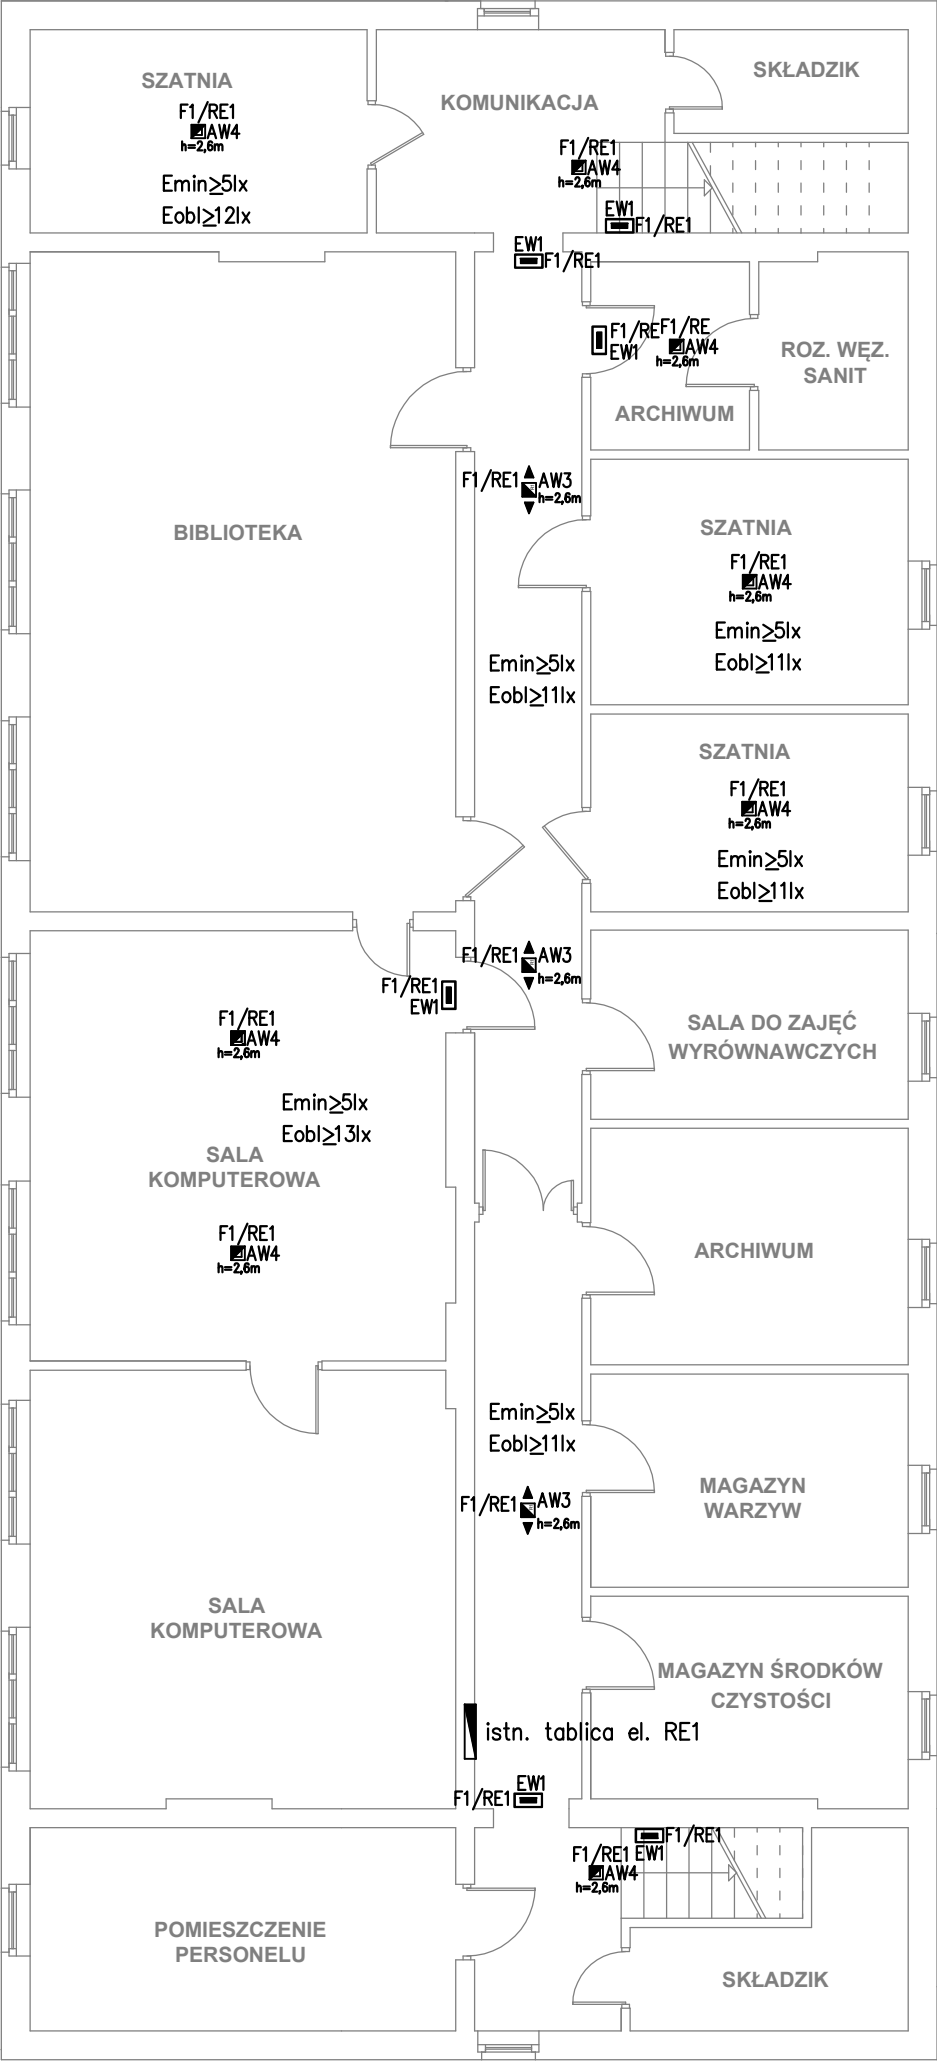 SZATNIA
F1/RE1
AW4
h=2,6m
Emin≥5lx
Eobl≥12lx
KOMUNIKACJA
SKŁADZIK
F1/RE1
AW4
h=2,6m
EW1
F1/RE1
EW1
F1/RE1
F1/RE
EW1
F1/RE
AW4
h=2,6m
ROZ. WĘZ.
SANIT
ARCHIWUM
F1/RE1
AW3
h=2,6m
BIBLIOTEKA
SZATNIA
F1/RE1
AW4
h=2,6m
Emin≥5lx
Eobl≥11lx
Emin≥5lx
Eobl≥11lx
SZATNIA
F1/RE1
AW4
h=2,6m
Emin≥5lx
Eobl≥11lx
F1/RE1
AW3
h=2,6m
F1/RE1
EW1
F1/RE1
AW4
h=2,6m
SALA DO ZAJĘĆ
WYRÓWNAWCZYCH
Emin≥5lx
Eobl≥13lx
SALA
KOMPUTEROWA
F1/RE1
AW4
h=2,6m
ARCHIWUM
Emin≥5lx
Eobl≥11lx
F1/RE1
AW3
h=2,6m
MAGAZYN
WARZYW
SALA
KOMPUTEROWA
MAGAZYN ŚRODKÓW
CZYSTOŚCI
istn. tablica el. RE1
EW1
F1/RE1
F1/RE1
EW1
F1/RE1
AW4
h=2,6m
POMIESZCZENIE
PERSONELU
SKŁADZIK